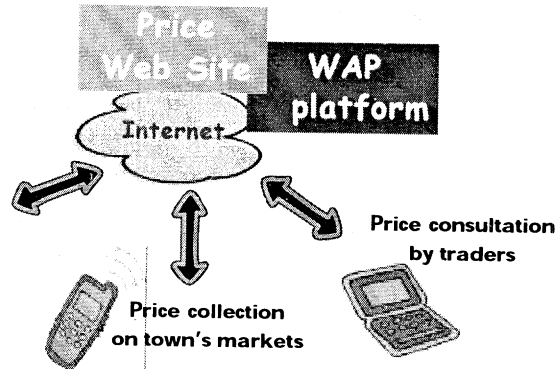 Price
Web Site
WAP
platform
Internet
Price consultation
by traders
Price collection
on town's markets